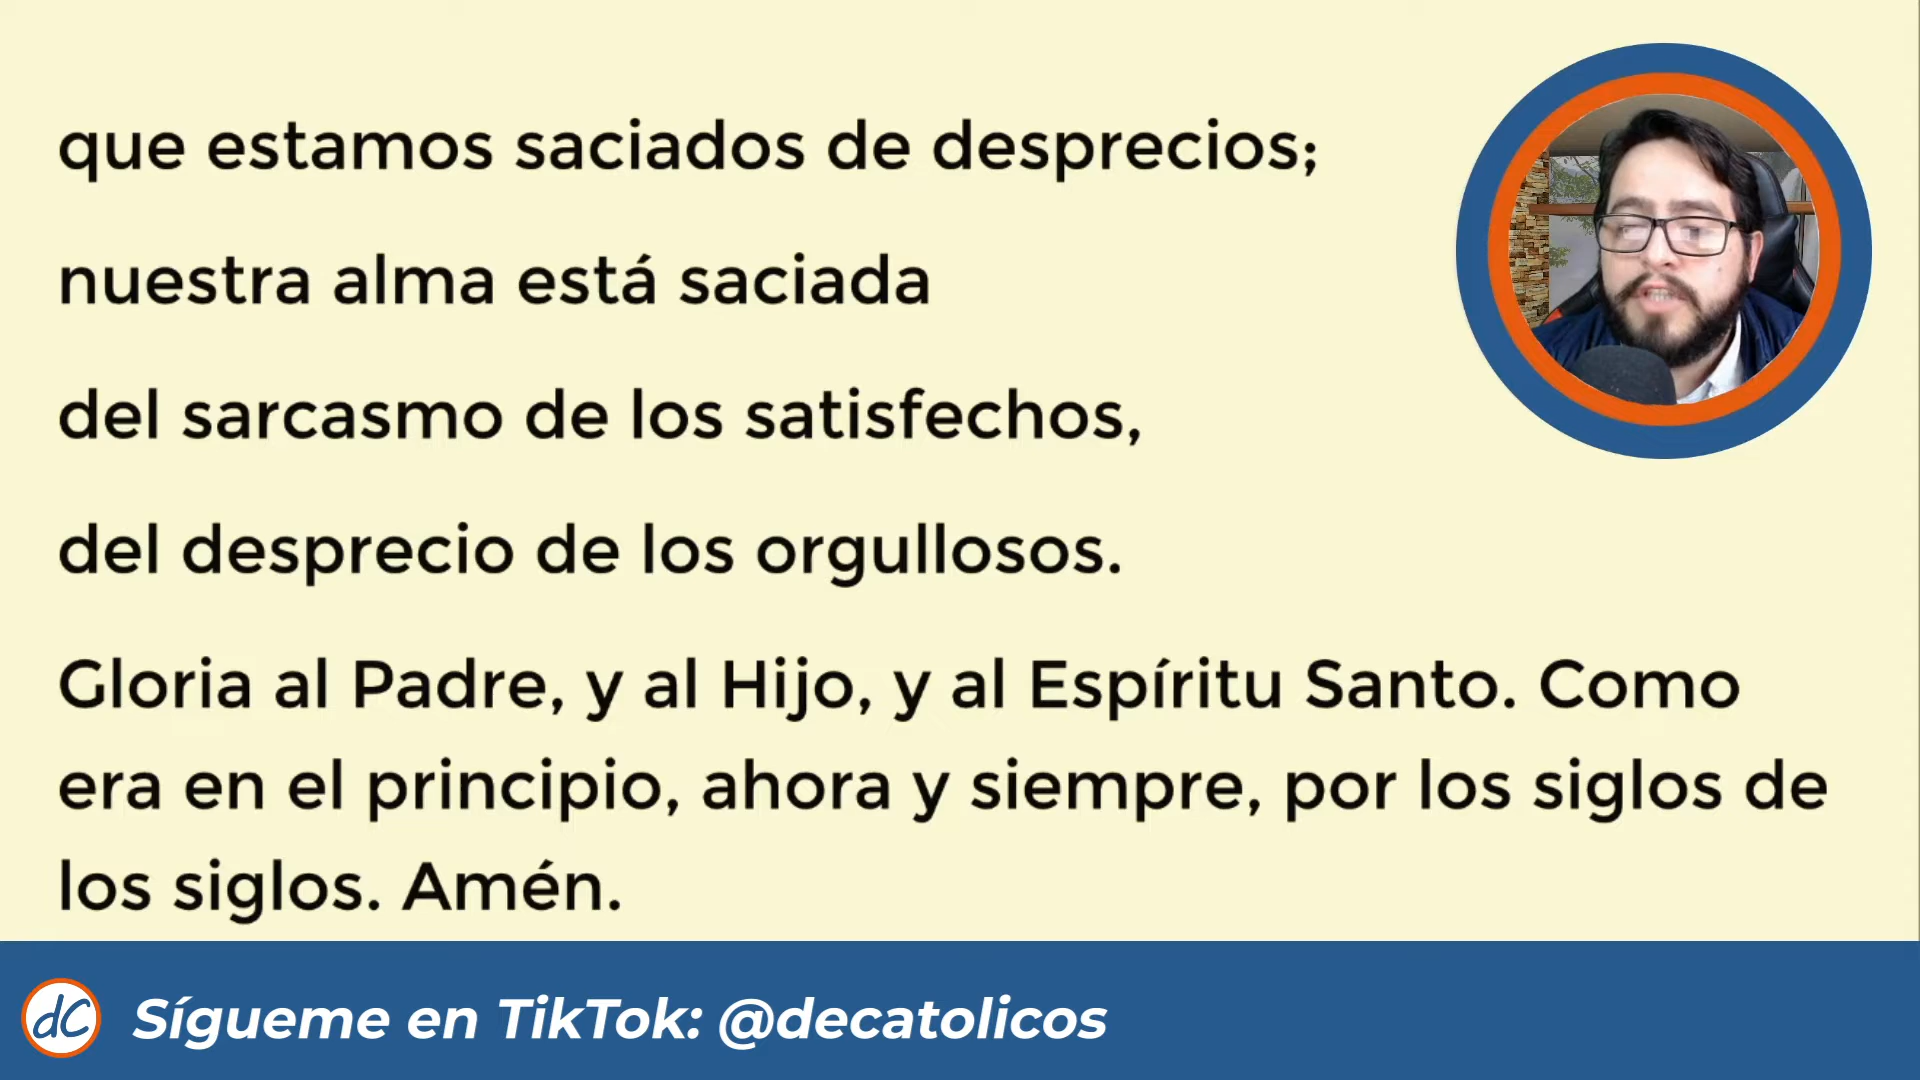 que estamos saciados de desprecios;
nuestra alma está saciada
del sarcasmo de los satisfechos,
del desprecio de los orgullosos.
Gloria al Padre, y al Hijo, y al Espíritu Santo. Como
era en el principio, ahora y siempre, por los siglos de
los siglos. Amén.
dC Sígueme en TikTok: @decatolicos